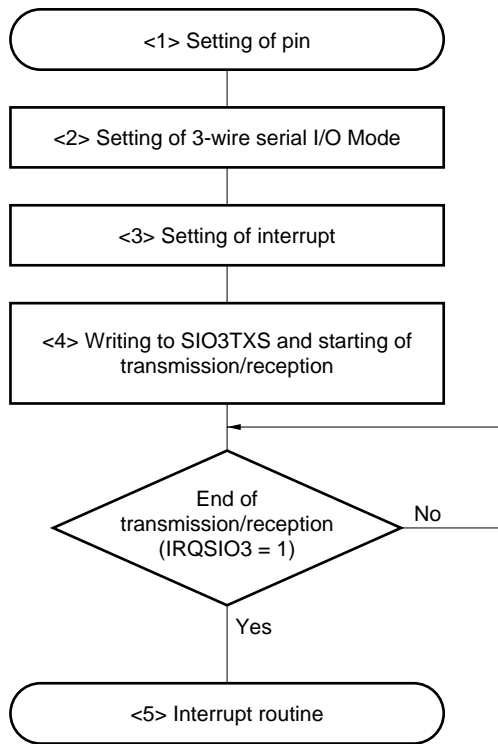 <1> Setting of pin
<2> Setting of 3-wire serial I/O Mode
<3> Setting of interrupt
<4> Writing to SIO3TXS and starting of
transmission/reception
End of
transmission/reception
(IRQSIO3 = 1)
No
Yes
<5> Interrupt routine